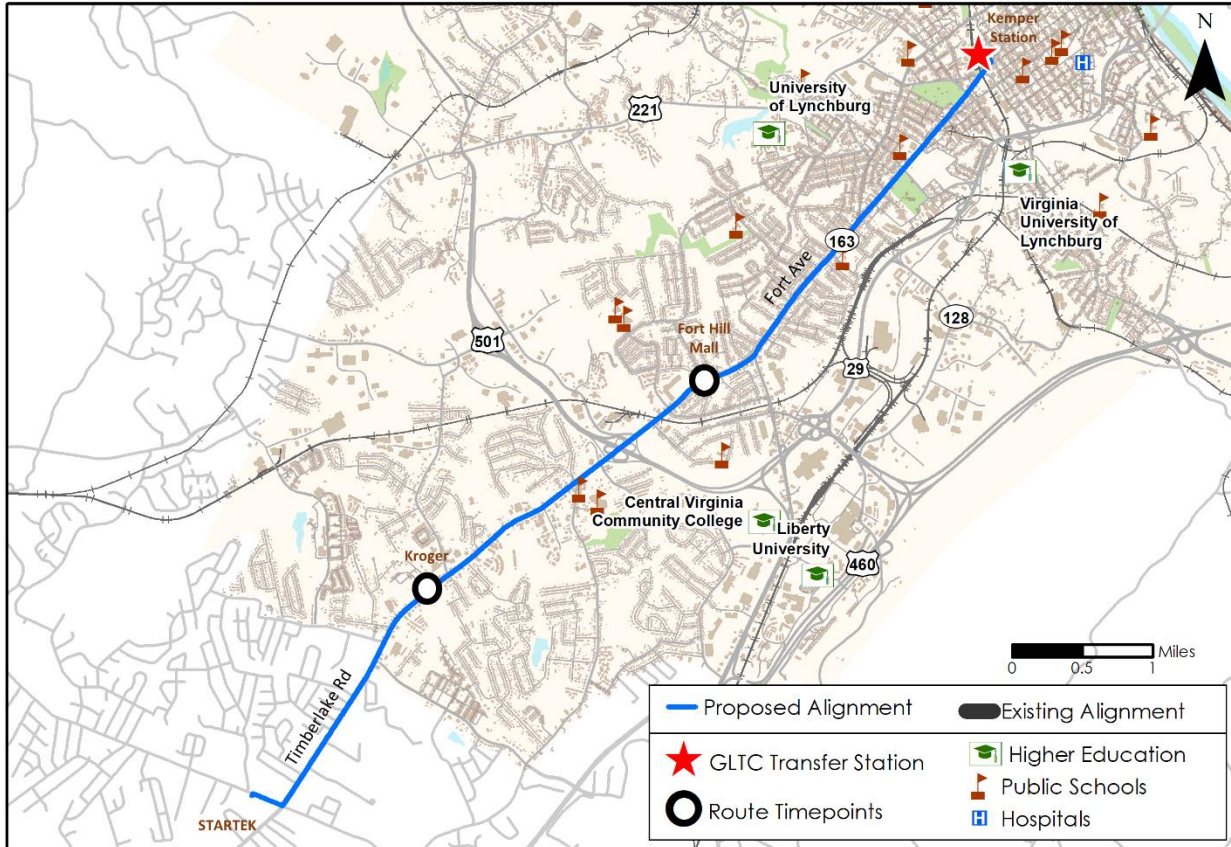 Kemper
Station
N
H
University
of Lynchburg
221
Virginia
University of
Lynchburg
163
Fort Ave
128
501
Fort Hill
Mall
29
Central Virginia
Community College
Liberty
University
460
Kroger
Timberlake Rd
STARTEK
0 0.5 1 Miles
Proposed Alignment
Existing Alignment
GLTC Transfer Station
Route Timepoints
Higher Education
Public Schools
H Hospitals